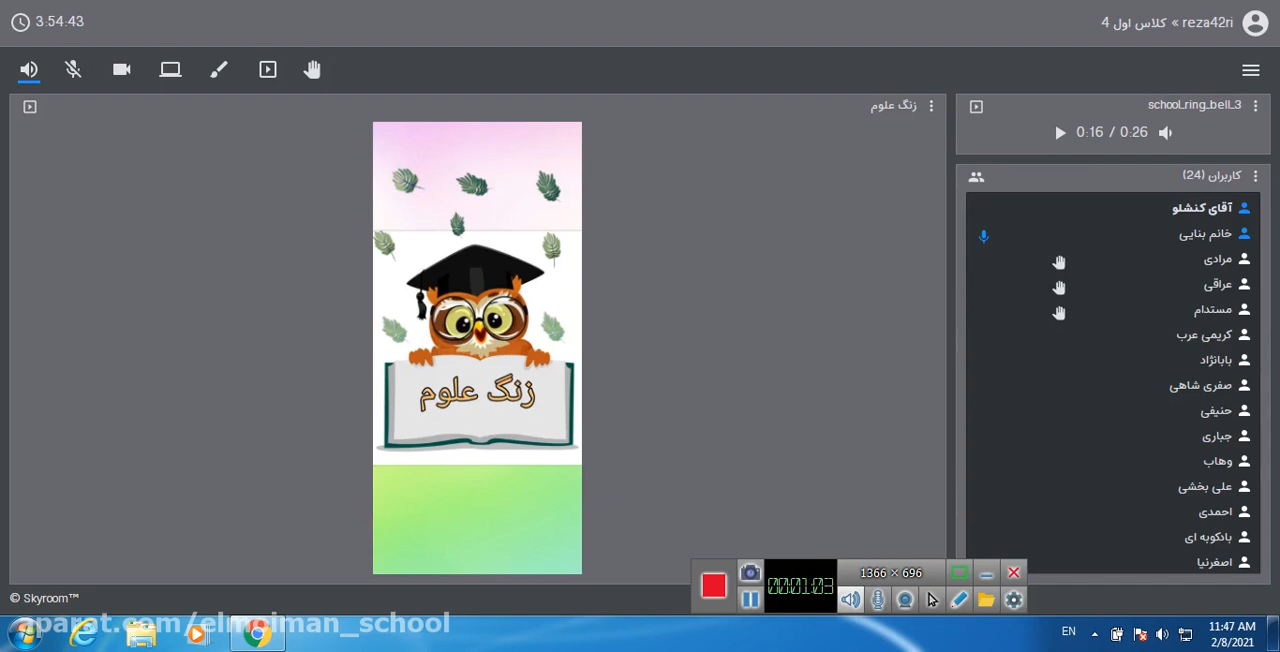 3:54:43
reza42ri » کلاس اول 4
زنگ علوم
school_ring_bell_3
0:16 / 0:26
کاربران (24)
آقای کنشلو
خانم بنایی
مرادی
عراقی
مستدام
کریمی عرب
بابانژاد
صفری شاهی
حنیفی
جباری
وهاب
علی بخشی
احمدی
بادکوبه ای
اصغرنیا
زنگ علوم
1366 × 696
00:01:03
© Skyroom™
aparat.com/elmoiman_school
EN
11:47 AM
2/8/2021